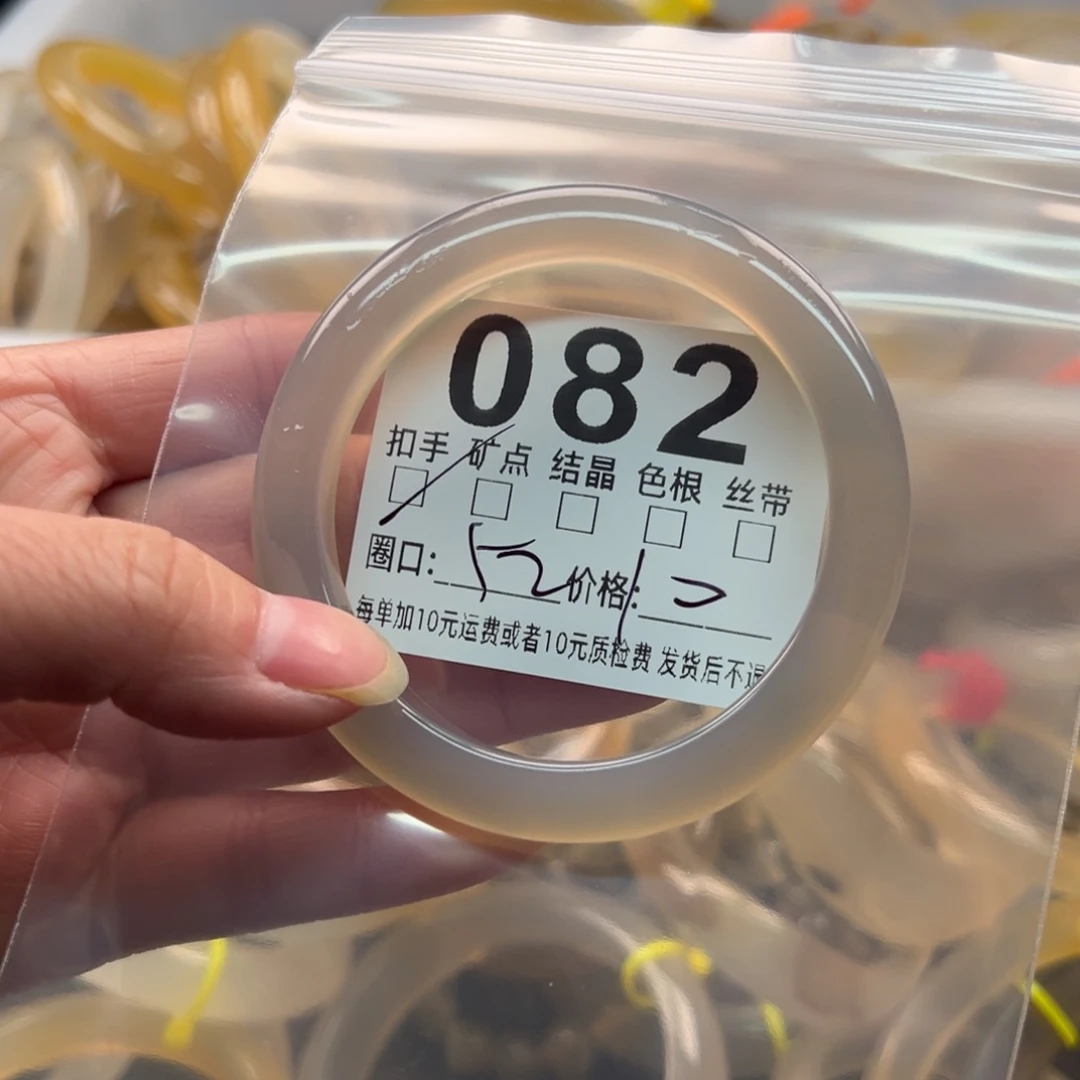 082
扣手 矿点 结晶 色根 丝带
圈口: 52 价格:
每单加10元运费或者10元质检费 发货后不退